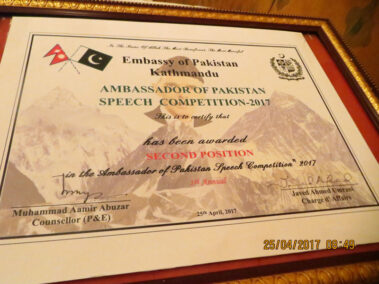 In The Name Of Allah, The Most Beneficent, The Most Merciful
Embassy of Pakistan
Kathmandu
AMBASSADOR OF PAKISTAN
SPEECH COMPETITION-2017
This is to certify that
has been awarded
SECOND POSITION
in the Ambassador of Pakistan Speech Competition" 2017
Annual
Muhammad Aamir Abuzar
Counsellor (P&E)
25th April, 2017
Javed Ahmed
Charge d' Affairs
25/04/2017 08:49